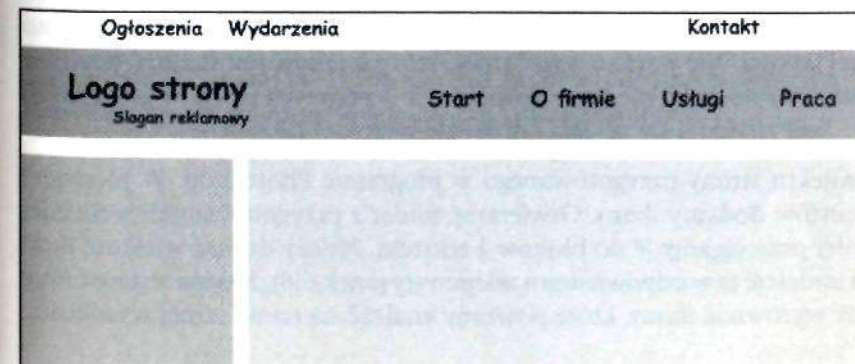 Ogłoszenia Wydarzenia Kontakt
Logo strony
Slogan reklamowy
Start O firmie Usługi Praca